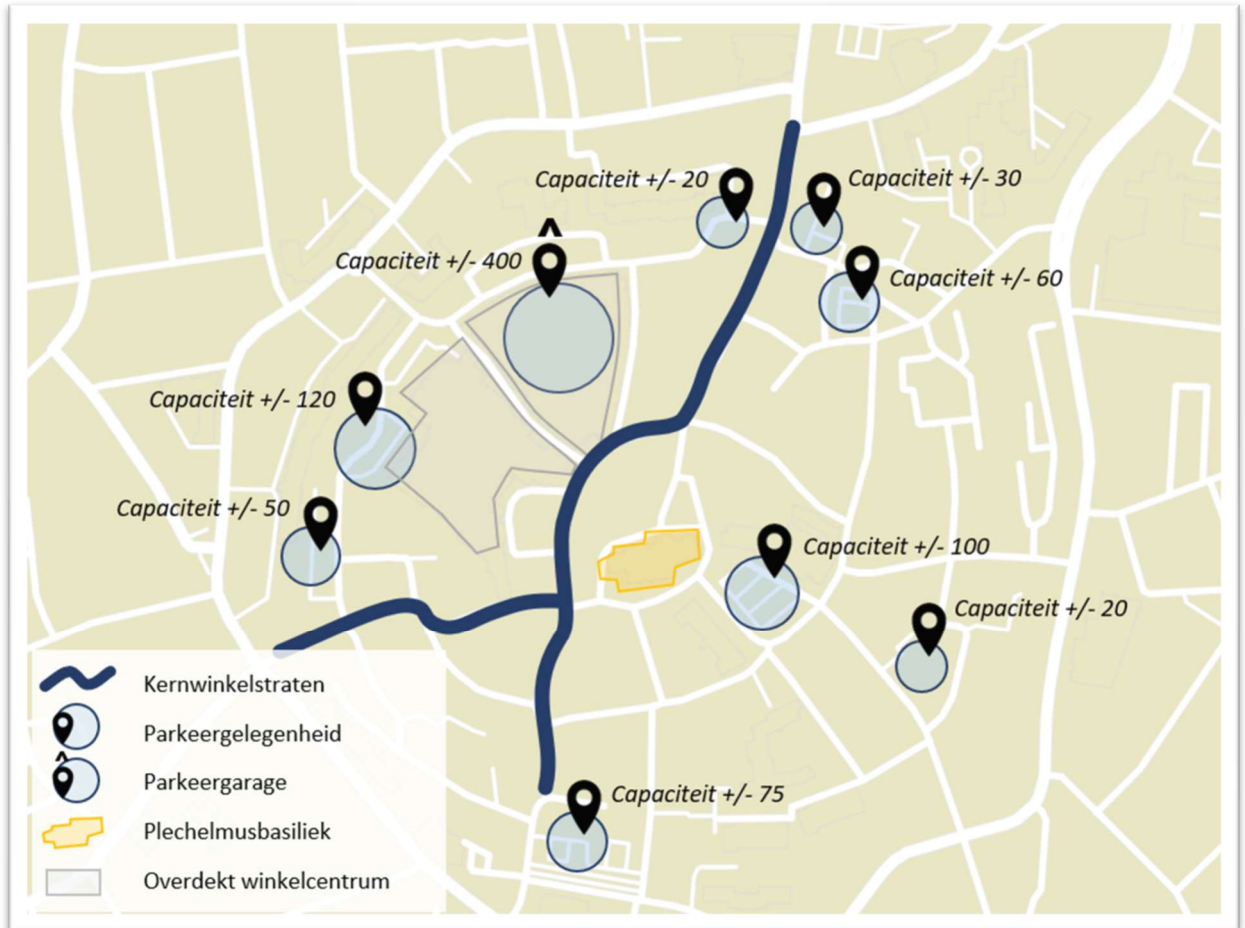 Capaciteit +/- 20
Capaciteit +/- 30
Capaciteit +/- 400
Capaciteit +/- 60
Capaciteit +/- 120
Capaciteit +/- 50
Capaciteit +/- 100
Capaciteit +/- 20
Capaciteit +/- 75
Kernwinkelstraten
Parkeergelegenheid
Parkeergarage
Plechelmusbasiliek
Overdekt winkelcentrum